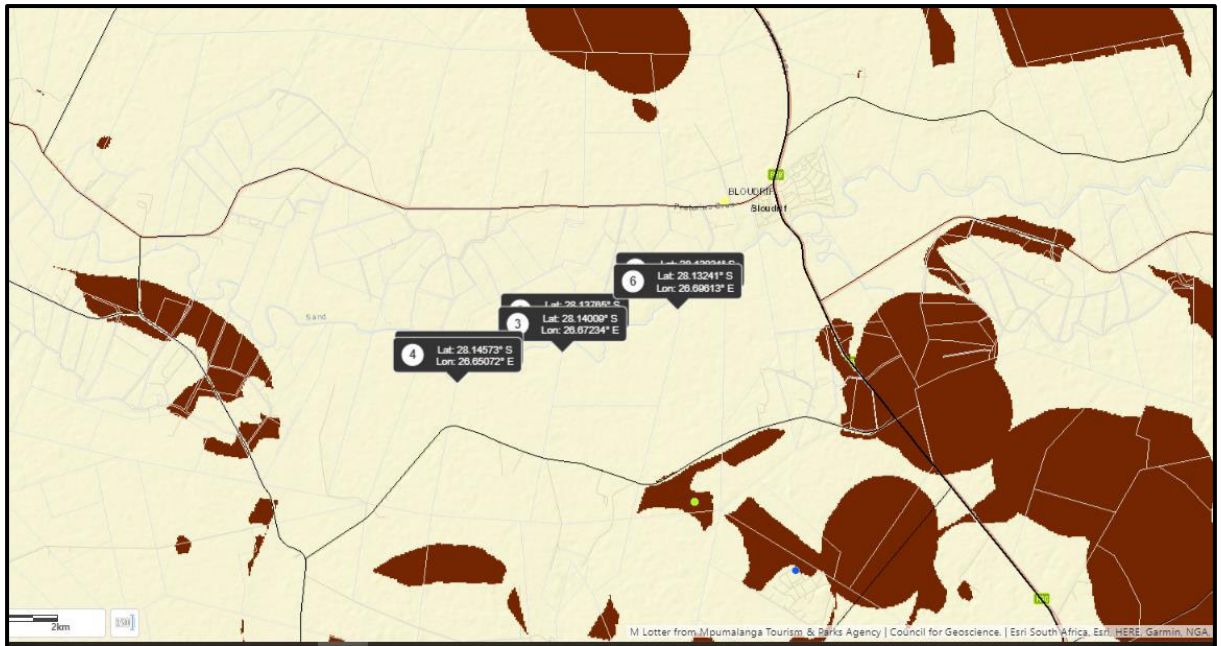 BLOUDRIF
Bloudrif
Sand
Lat: 28.13241° S
6
Lon: 26.69613° E
Lat: 28.14009° S
3
Lon: 26.67234° E
Lat: 28.14573° S
4
Lon: 26.65072° E
2km
M Lotter from Mpumalanga Tourism & Parks Agency | Council for Geoscience. | Esri South Africa, Esri, HERE, Garmin, NGA,